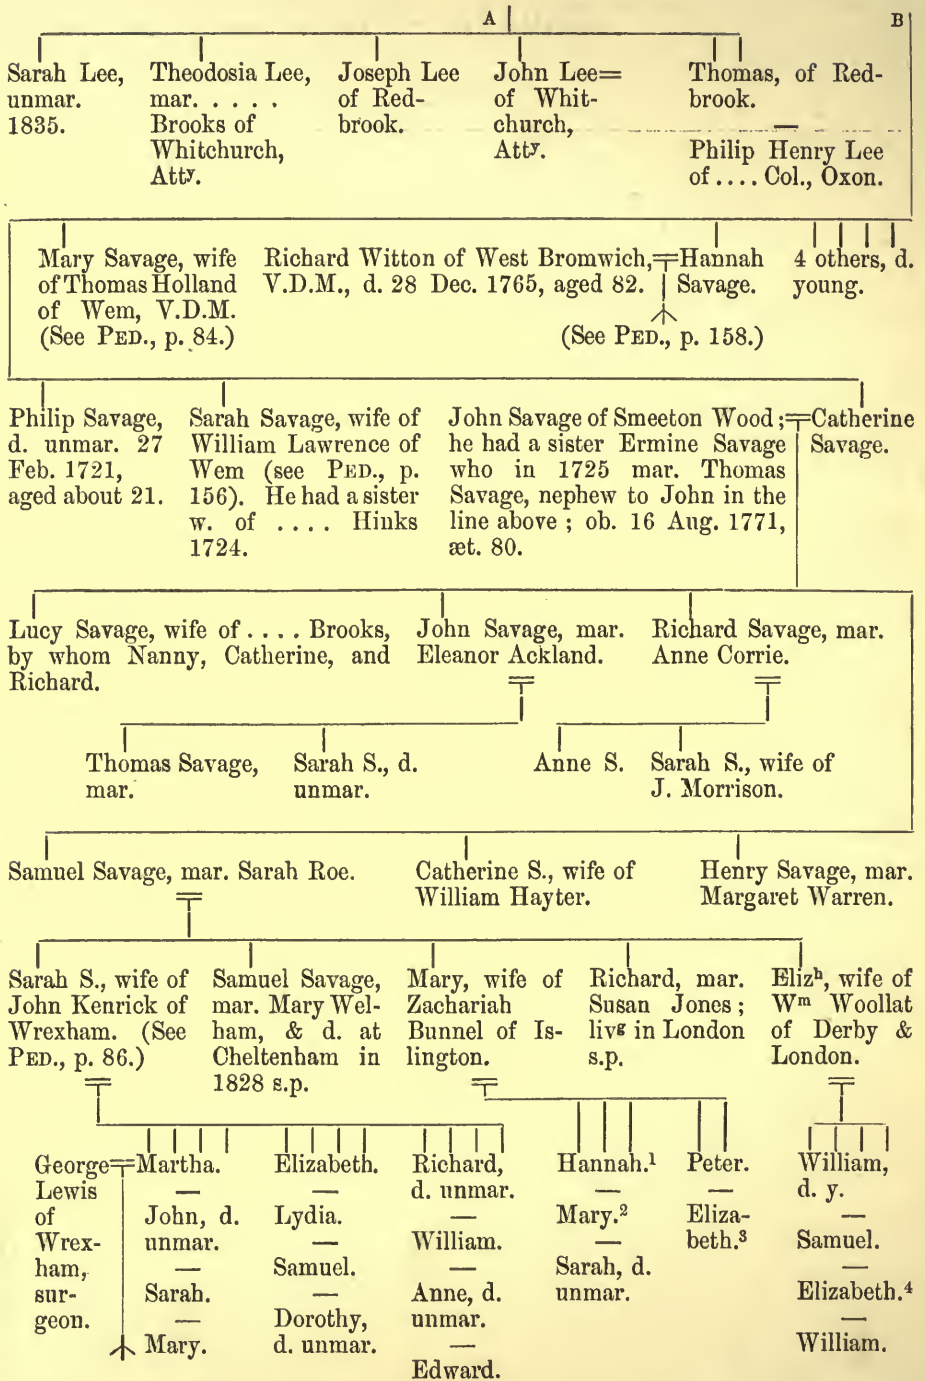 A B
Sarah Lee,
unmar.
1835.
Theodosia Lee,
mar. . . . . .
Brooks of
Whitchurch,
Attʸ.
Joseph Lee
of Red-
brook.
John Lee=
of Whit-
church,
Attʸ.
Thomas, of Red-
brook.
—
Philip Henry Lee
of .... Col., Oxon.
Mary Savage, wife
of Thomas Holland
of Wem, V.D.M.
(See PED., p. 84.)
Richard Witton of West Bromwich,
V.D.M., d. 28 Dec. 1765, aged 82.
Hannah
Savage.
(See PED., p. 158.)
4 others, d.
young.
Philip Savage,
d. unmar. 27
Feb. 1721,
aged about 21.
Sarah Savage, wife of
William Lawrence of
Wem (see PED., p.
156). He had a sister
w. of .... Hinks
1724.
John Savage of Smeeton Wood;
he had a sister Ermine Savage
who in 1725 mar. Thomas
Savage, nephew to John in the
line above; ob. 16 Aug. 1771,
æt. 80.
Catherine
Savage.
Lucy Savage, wife of .... Brooks,
by whom Nanny, Catherine, and
Richard.
John Savage, mar.
Eleanor Ackland.
Richard Savage, mar.
Anne Corrie.
Thomas Savage,
mar.
Sarah S., d.
unmar.
Anne S.
Sarah S., wife of
J. Morrison.
Samuel Savage, mar. Sarah Roe.
Catherine S., wife of
William Hayter.
Henry Savage, mar.
Margaret Warren.
Sarah S., wife of
John Kenrick of
Wrexham. (See
PED., p. 86.)
Samuel Savage,
mar. Mary Wel-
ham, & d. at
Cheltenham in
1828 s.p.
Mary, wife of
Zachariah
Bunnel of Is-
lington.
Richard, mar.
Susan Jones;
livᵍ in London
s.p.
Elizʰ, wife of
Wᵐ Woollat
of Derby &
London.
George
Lewis
of
Wrex-
ham,
sur-
geon.
Martha.
—
John, d.
unmar.
—
Sarah.
—
Mary.
Elizabeth.
—
Lydia.
—
Samuel.
—
Dorothy,
d. unmar.
Richard,
d. unmar.
—
William.
—
Anne, d.
unmar.
—
Edward.
Hannah.¹
—
Mary.²
—
Sarah, d.
unmar.
Peter.
—
Eliza-
beth.³
William,
d. y.
—
Samuel.
—
Elizabeth.⁴
—
William.